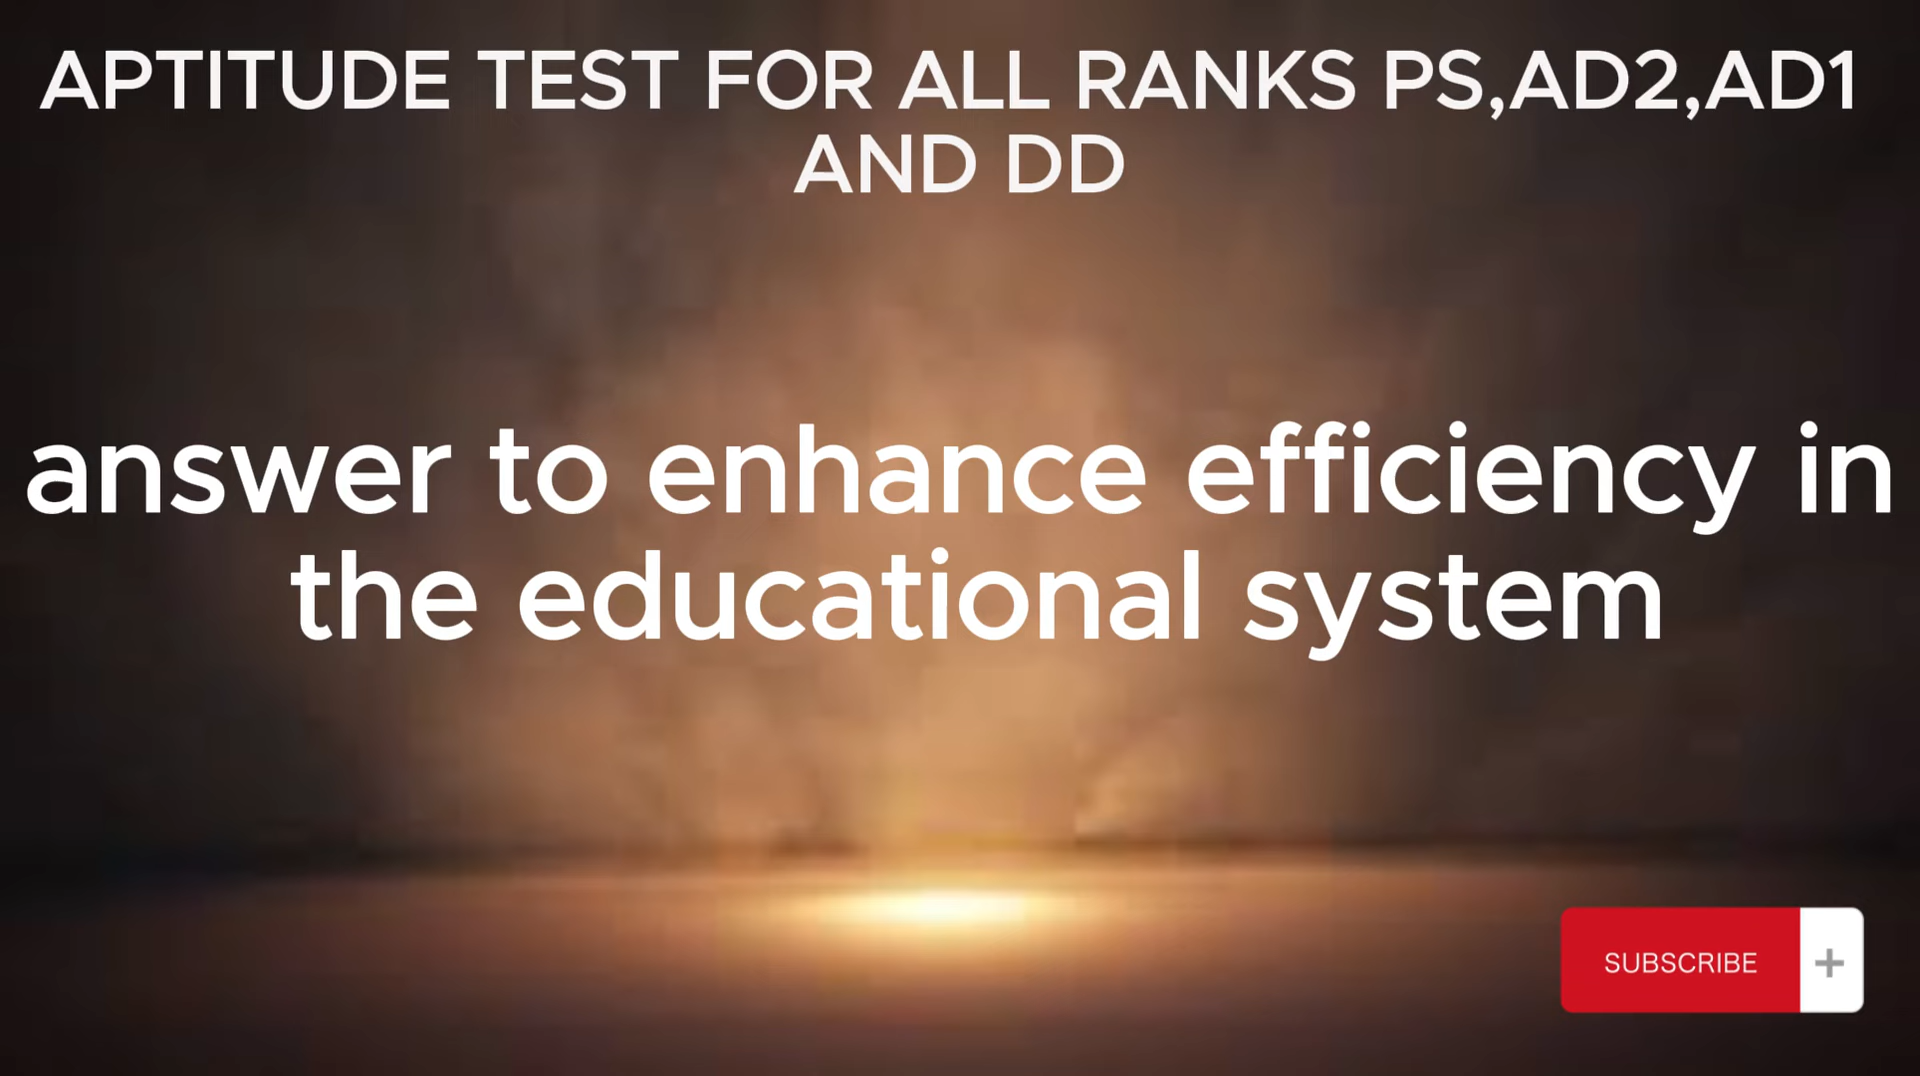 APTITUDE TEST FOR ALL RANKS PS,AD2,AD1
AND DD
answer to enhance efficiency in
the educational system
SUBSCRIBE +